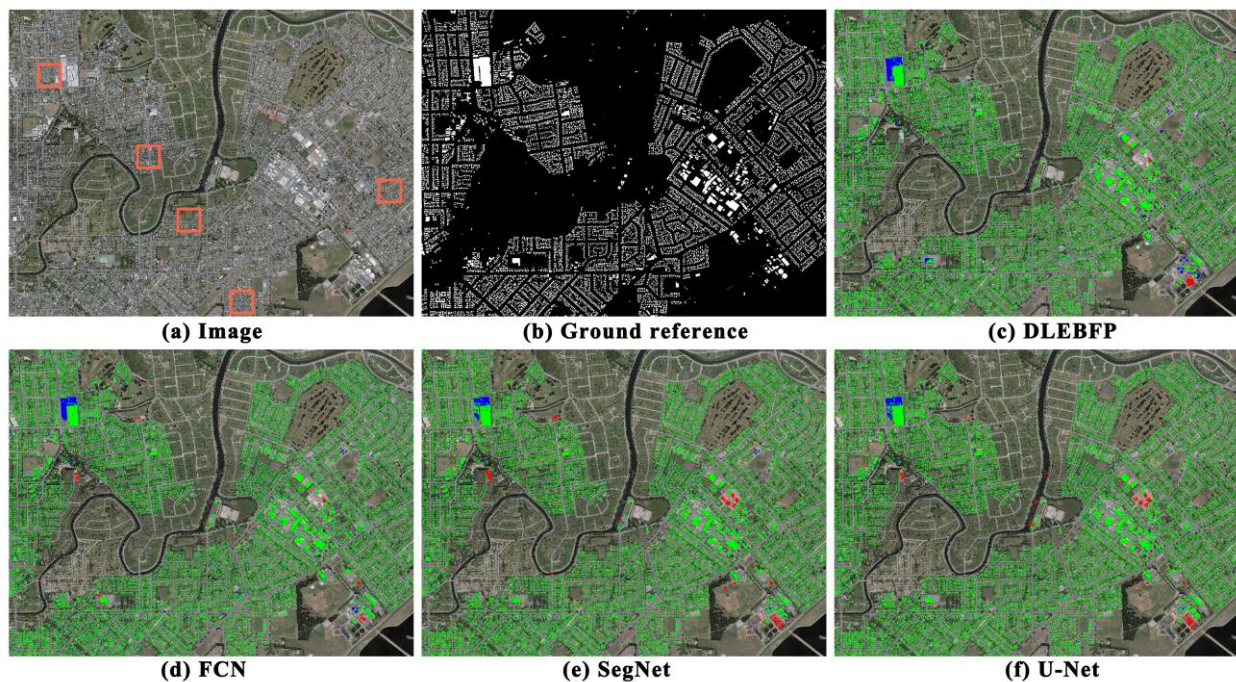 (a) Image
(b) Ground reference
(c) DLEBFP
(d) FCN
(e) SegNet
(f) U-Net